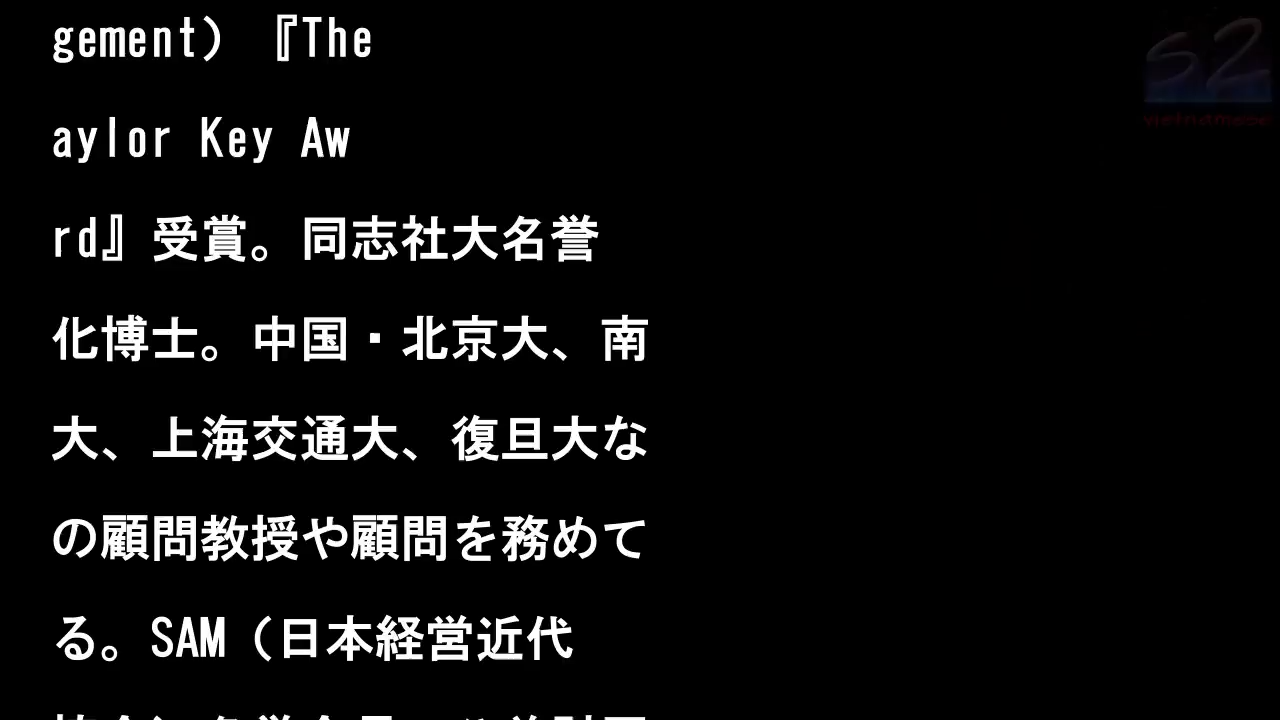 gement）『The
aylor Key Aw
rd』受賞。同志社大名誉
化博士。中国・北京大、南
大、上海交通大、復旦大な
の顧問教授や顧問を務めて
る。SAM（日本経営近代
S2
vietnamese